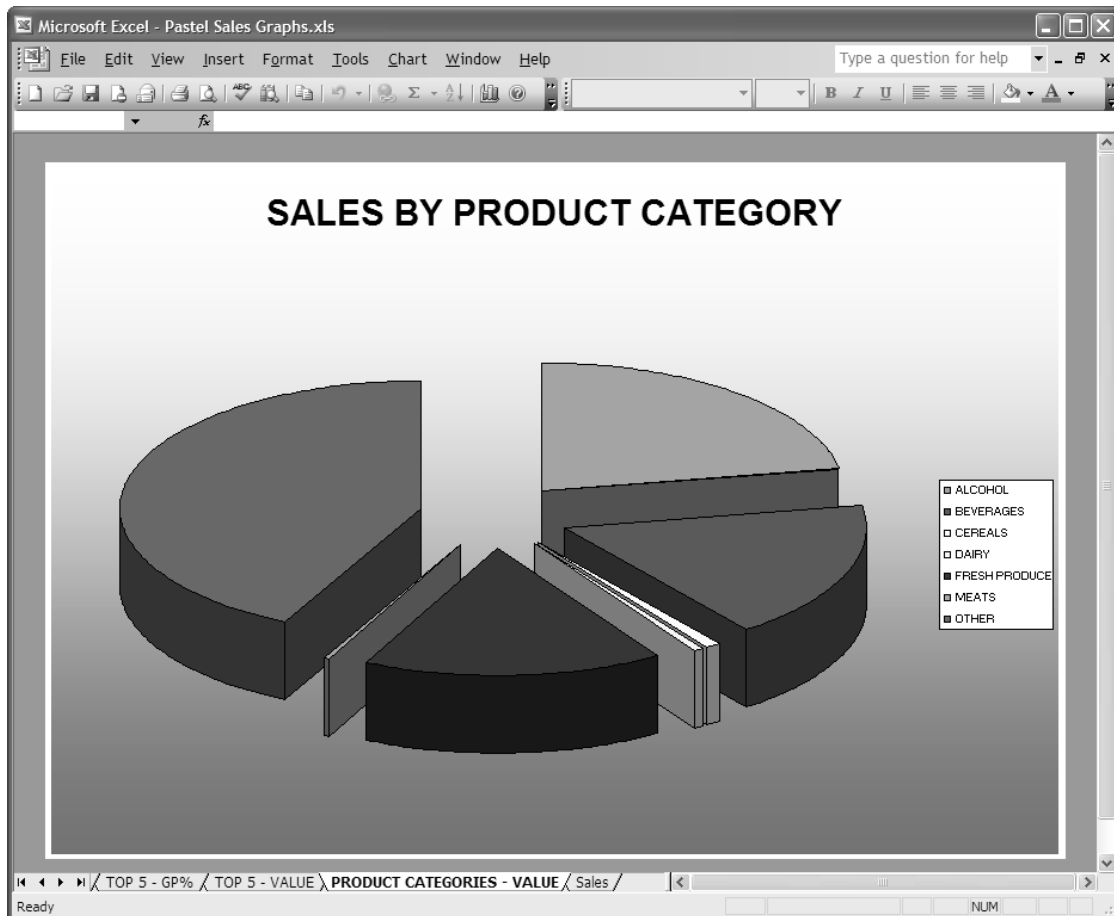 Microsoft Excel - Pastel Sales Graphs.xls
File Edit View Insert Format Tools Chart Window Help Type a question for help
fx
SALES BY PRODUCT CATEGORY
ALCOHOL
BEVERAGES
CEREALS
DAIRY
FRESH PRODUCE
MEATS
OTHER
TOP 5 - GP% TOP 5 - VALUE PRODUCT CATEGORIES - VALUE Sales
Ready NUM